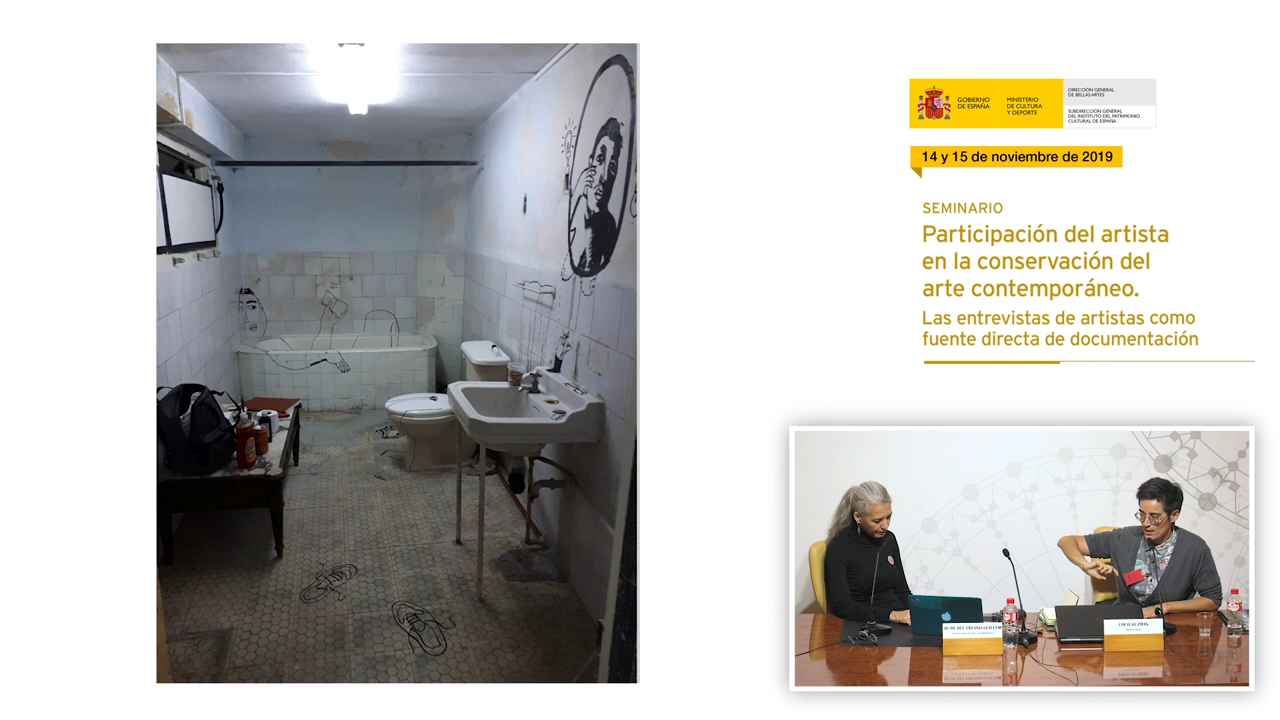 GOBIERNO
DE ESPAÑA
MINISTERIO
DE CULTURA
Y DEPORTE
DIRECCIÓN GENERAL
DE BELLAS ARTES
SUBDIRECCIÓN GENERAL
DEL INSTITUTO DEL PATRIMONIO
CULTURAL DE ESPAÑA
14 y 15 de noviembre de 2019
SEMINARIO
Participación del artista
en la conservación del
arte contemporáneo.
Las entrevistas de artistas como
fuente directa de documentación